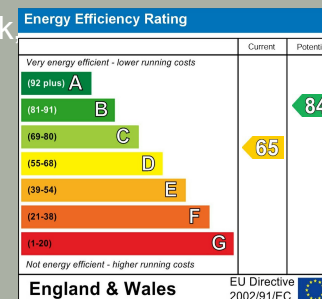 k.
Energy Efficiency Rating
Current Potenti
Very energy efficient - lower running costs
(92 plus) A
(81-91) B
84
(69-80) C
65
(55-68) D
(39-54) E
(21-38) F
(1-20) G
Not energy efficient - higher running costs
England & Wales
EU Directive
2002/91/EC